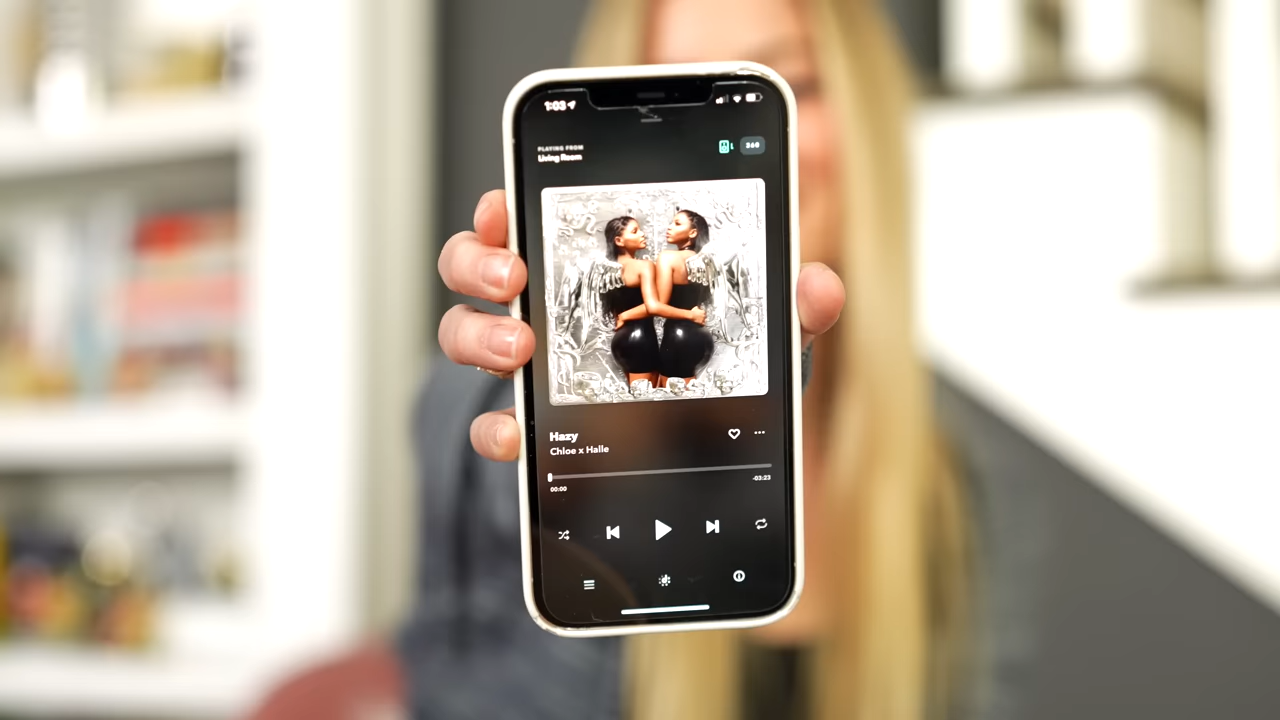 1:03
PLAYING FROM
Living Room
360
Hazy
Chloe x Halle
00:00
-03:23